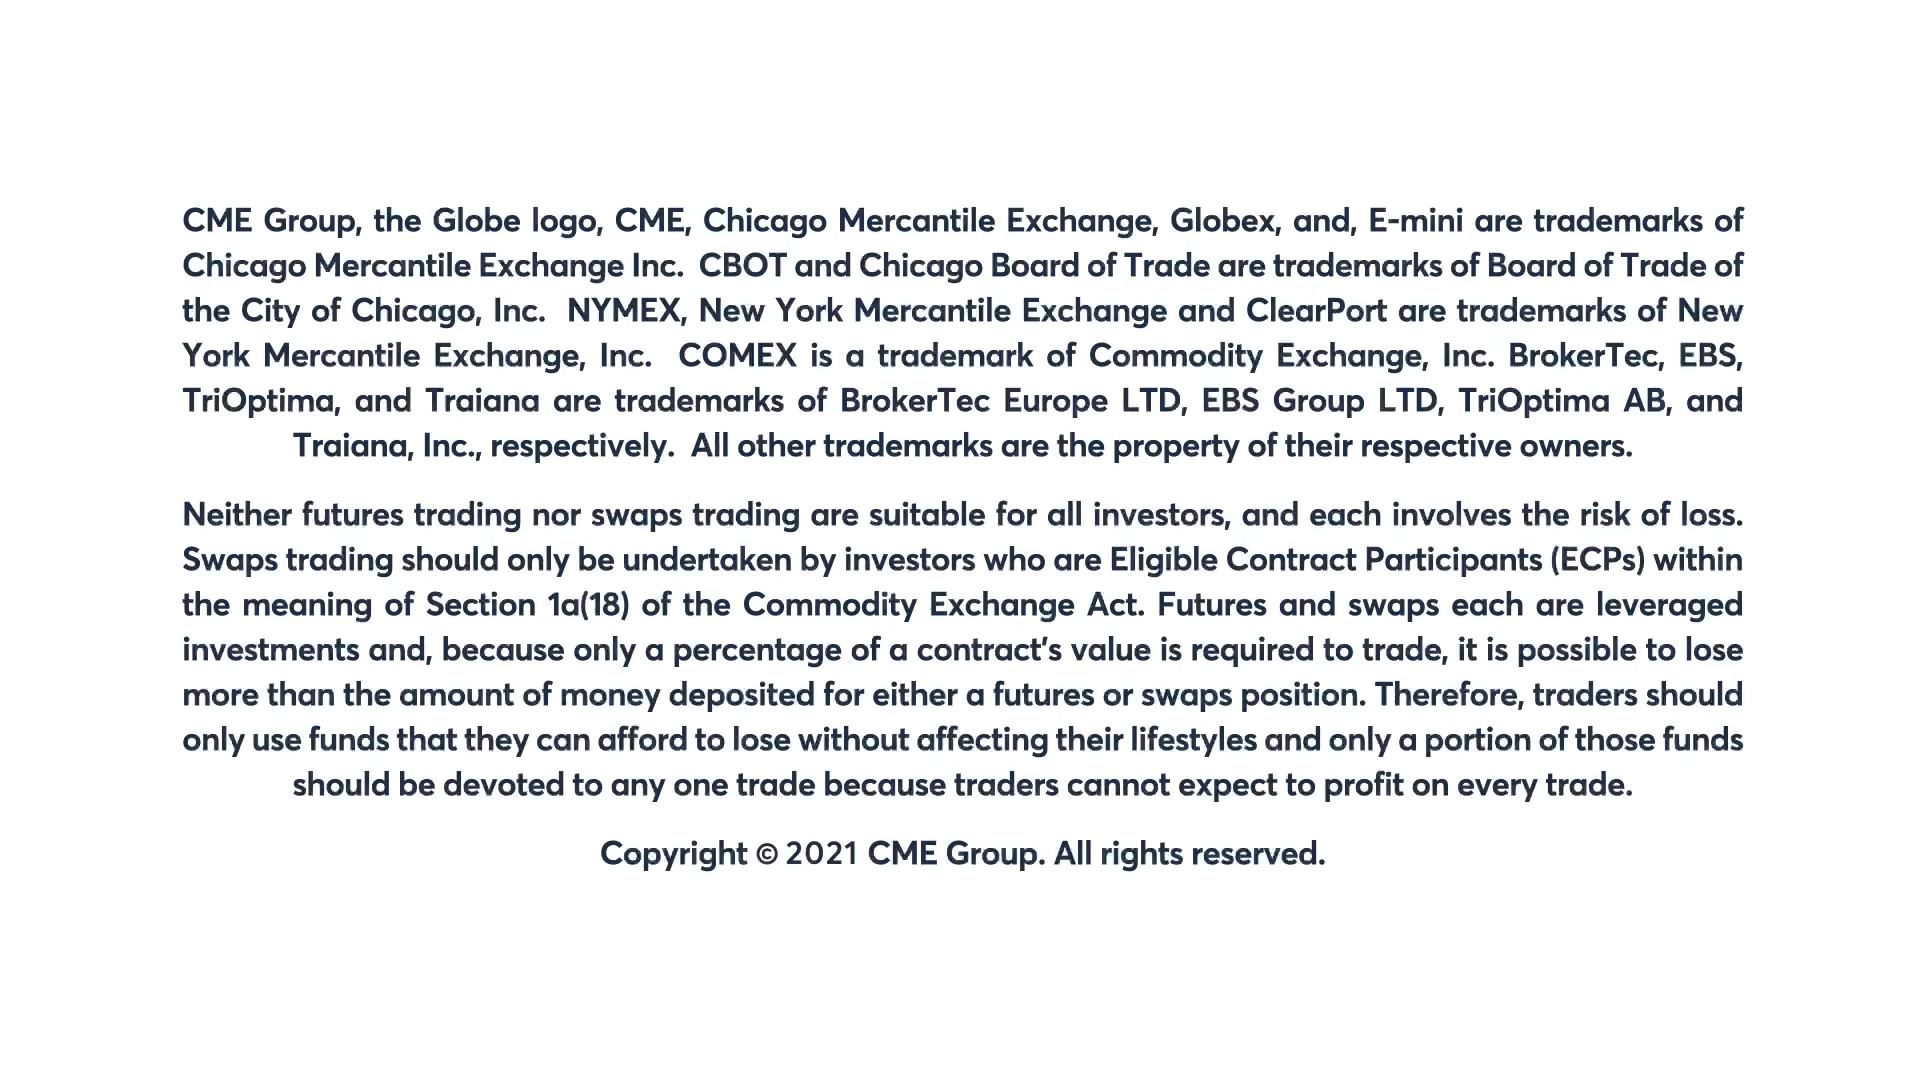 CME Group, the Globe logo, CME, Chicago Mercantile Exchange, Globex, and, E-mini are trademarks of
Chicago Mercantile Exchange Inc.  CBOT and Chicago Board of Trade are trademarks of Board of Trade of
the City of Chicago, Inc.  NYMEX, New York Mercantile Exchange and ClearPort are trademarks of New
York Mercantile Exchange, Inc.  COMEX is a trademark of Commodity Exchange, Inc. BrokerTec, EBS,
TriOptima, and Traiana are trademarks of BrokerTec Europe LTD, EBS Group LTD, TriOptima AB, and
Traiana, Inc., respectively.  All other trademarks are the property of their respective owners.
Neither futures trading nor swaps trading are suitable for all investors, and each involves the risk of loss.
Swaps trading should only be undertaken by investors who are Eligible Contract Participants (ECPs) within
the meaning of Section 1a(18) of the Commodity Exchange Act. Futures and swaps each are leveraged
investments and, because only a percentage of a contract's value is required to trade, it is possible to lose
more than the amount of money deposited for either a futures or swaps position. Therefore, traders should
only use funds that they can afford to lose without affecting their lifestyles and only a portion of those funds
should be devoted to any one trade because traders cannot expect to profit on every trade.
Copyright © 2021 CME Group. All rights reserved.